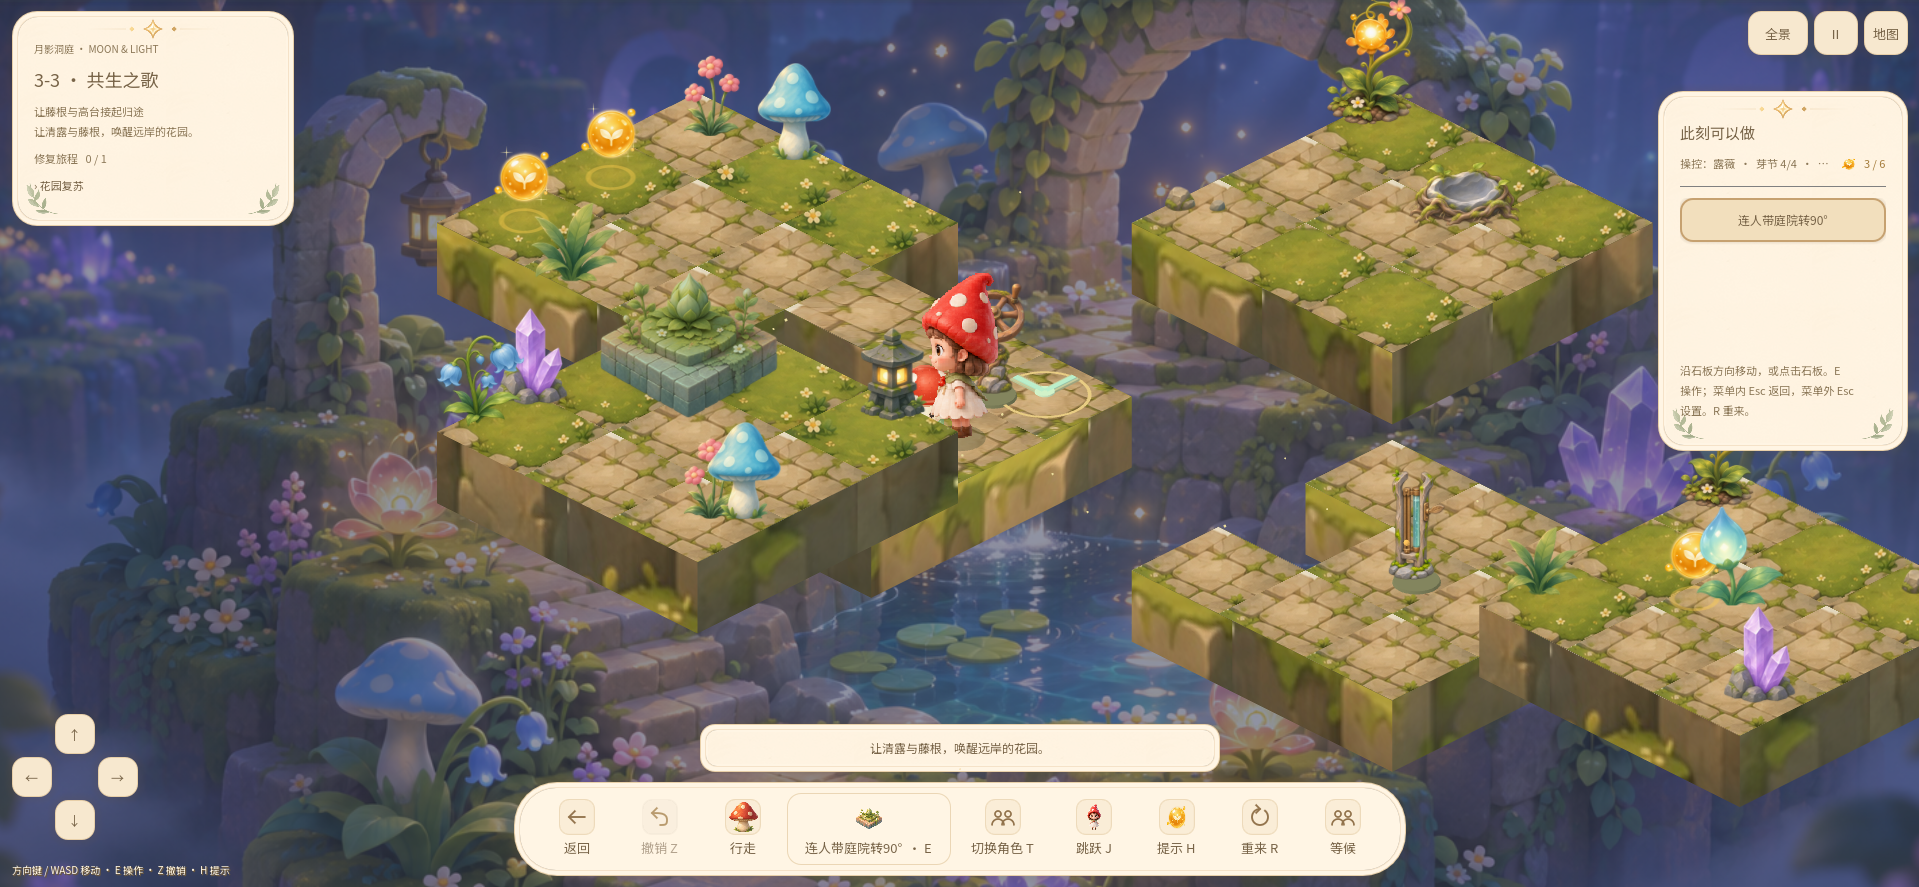 月影洞庭 · MOON & LIGHT
3-3 · 共生之歌
让藤根与高台接起归途
让清露与藤根，唤醒远岸的花园。
修复旅程 0 / 1
›花园复苏
全景
II
地图
此刻可以做
操控：露薇 · 芽节 4/4 · … 3 / 6
连人带庭院转90°
沿石板方向移动，或点击石板。E
操作；菜单内 Esc 返回，菜单外 Esc
设置。R 重来。
↑
← →
↓
让清露与藤根，唤醒远岸的花园。
返回
撤销 Z
行走
连人带庭院转90° · E
切换角色 T
跳跃 J
提示 H
重来 R
等候
方向键 / WASD 移动 · E 操作 · Z 撤销 · H 提示